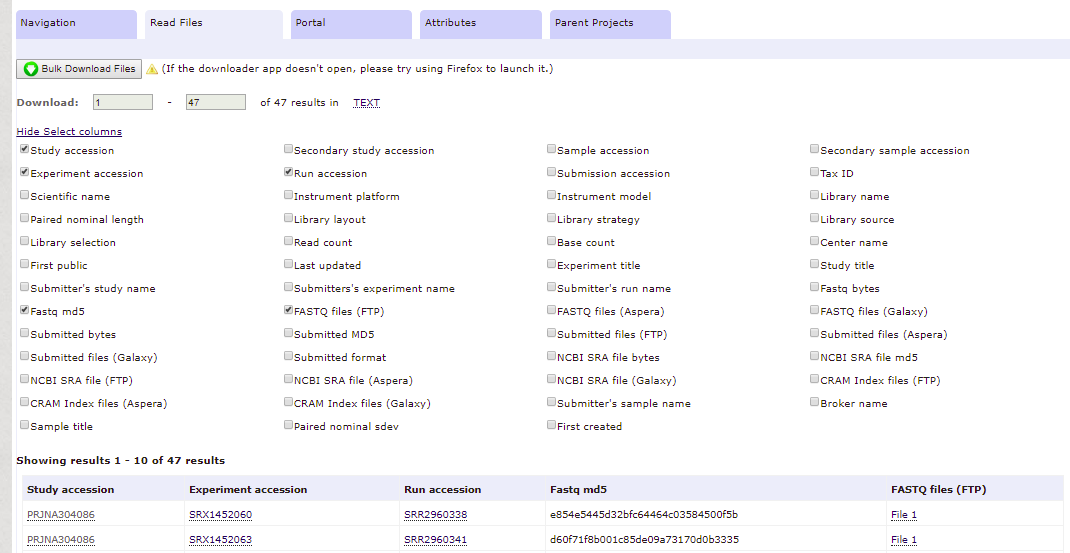 Navigation Read Files Portal Attributes Parent Projects
Bulk Download Files (If the downloader app doesn't open, please try using Firefox to launch it.)
Download: 1 - 47 of 47 results in TEXT
Hide Select columns
Study accession Secondary study accession Sample accession Secondary sample accession
Experiment accession Run accession Submission accession Tax ID
Scientific name Instrument platform Instrument model Library name
Paired nominal length Library layout Library strategy Library source
Library selection Read count Base count Center name
First public Last updated Experiment title Study title
Submitter's study name Submitters's experiment name Submitter's run name Fastq bytes
Fastq md5 FASTQ files (FTP) FASTQ files (Aspera) FASTQ files (Galaxy)
Submitted bytes Submitted MD5 Submitted files (FTP) Submitted files (Aspera)
Submitted files (Galaxy) Submitted format NCBI SRA file bytes NCBI SRA file md5
NCBI SRA file (FTP) NCBI SRA file (Aspera) NCBI SRA file (Galaxy) CRAM Index files (FTP)
CRAM Index files (Aspera) CRAM Index files (Galaxy) Submitter's sample name Broker name
Sample title Paired nominal sdev First created
Showing results 1 - 10 of 47 results
Study accession Experiment accession Run accession Fastq md5 FASTQ files (FTP)
PRJNA304086 SRX1452060 SRR2960338 e854e5445d32bfc64464c03584500f5b File 1
PRJNA304086 SRX1452063 SRR2960341 d60f71f8b001c85de09a73170d0b3335 File 1